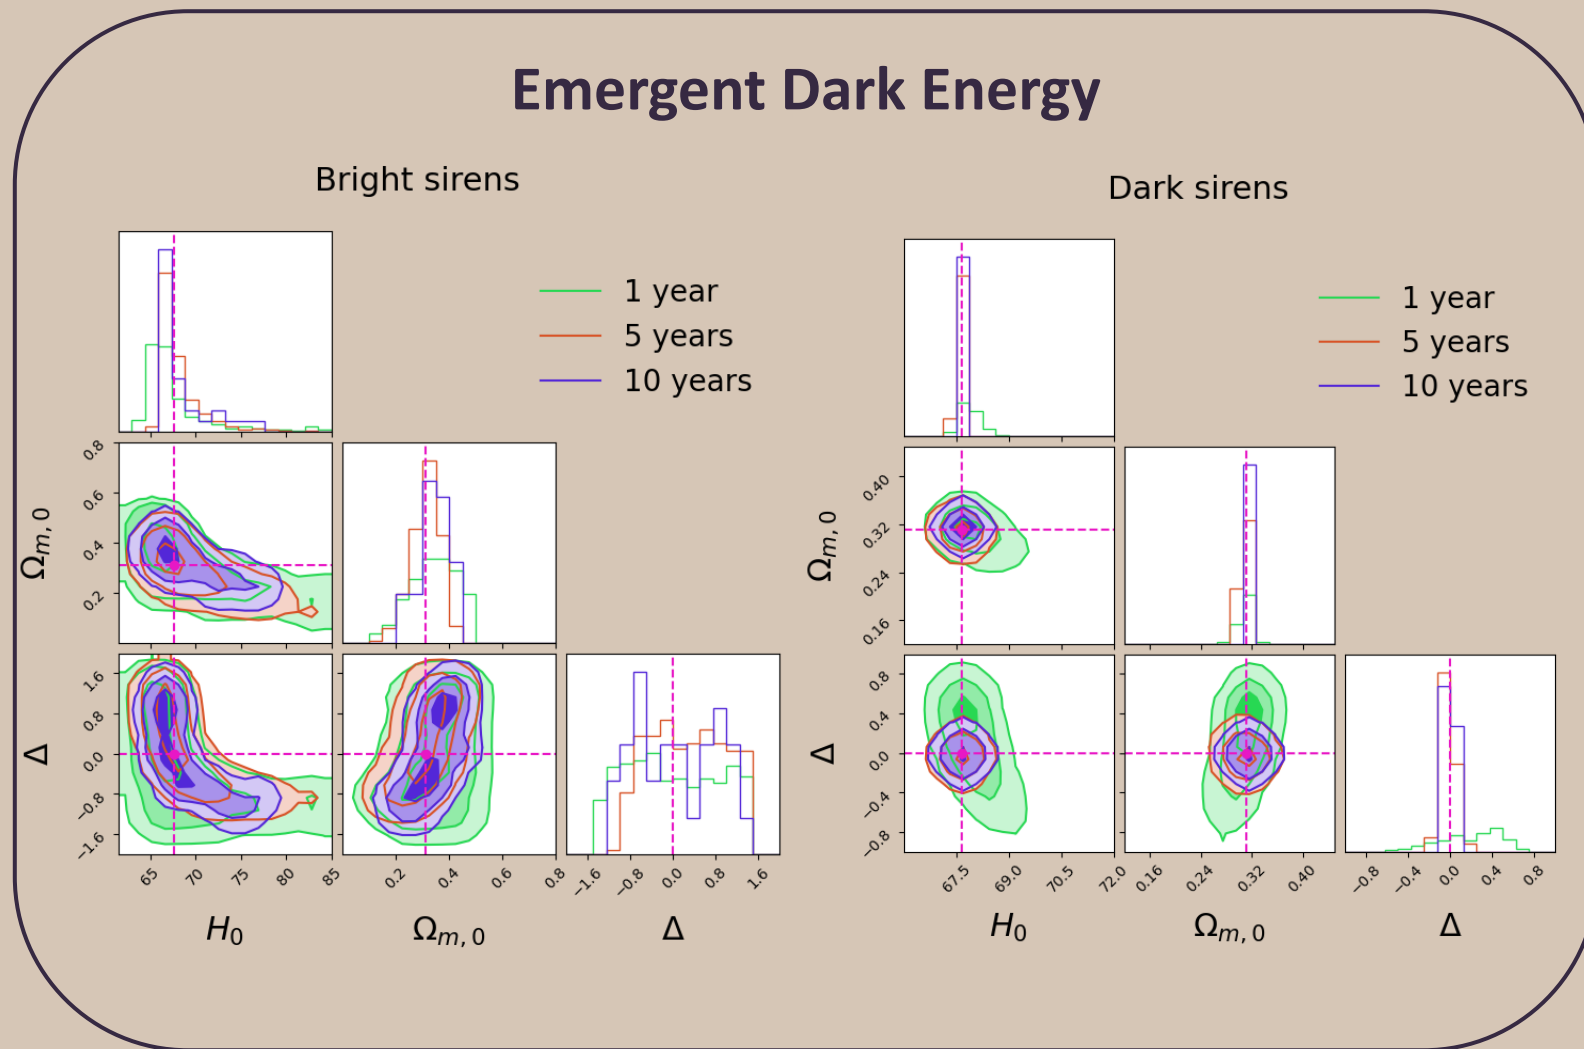 Emergent Dark Energy
Bright sirens
1 year
5 years
10 years
Ωm, 0
0.8
0.6
0.4
0.2
Δ
1.6
0.8
0.0
−0.8
−1.6
65 70 75 80 85
0.2 0.4 0.6 0.8
−1.6 −0.8 0.0 0.8 1.6
H0 Ωm, 0 Δ
Dark sirens
1 year
5 years
10 years
Ωm, 0
0.40
0.32
0.24
0.16
Δ
0.8
0.4
0.0
−0.4
−0.8
67.5 69.0 70.5 72.0
0.16 0.24 0.32 0.40
−0.8 −0.4 0.0 0.4 0.8
H0 Ωm, 0 Δ